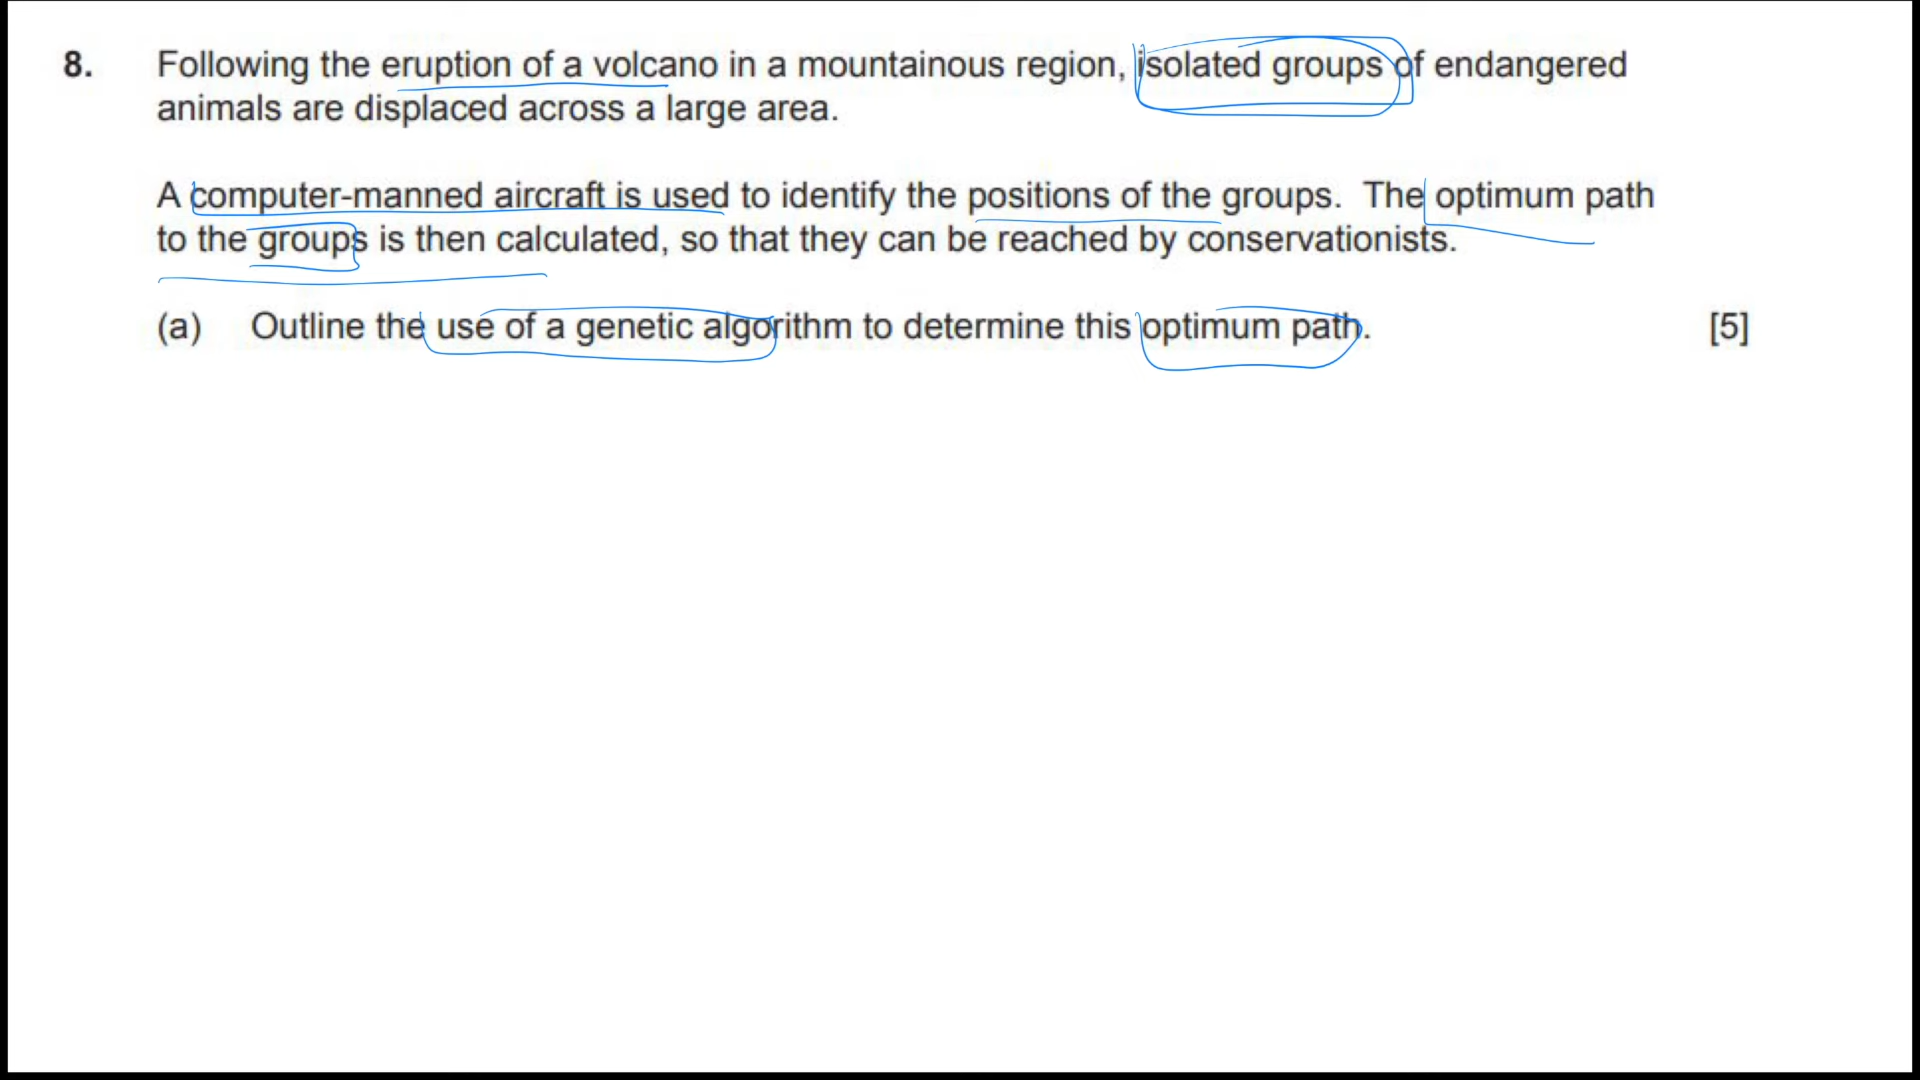 8. Following the eruption of a volcano in a mountainous region, isolated groups of endangered
animals are displaced across a large area.
A computer-manned aircraft is used to identify the positions of the groups. The optimum path
to the groups is then calculated, so that they can be reached by conservationists.
(a) Outline the use of a genetic algorithm to determine this optimum path. [5]